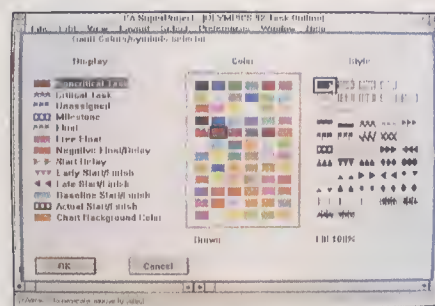 CA-SuperProject - [OLYMPICS 92 Task Outline]
File Edit View Layout Select Preferences Window Help
Gantt Colors/Symbols Selection
Display
Color
Style
Noncritical Task
Critical Task
Unassigned
Milestone
Float
Free Float
Negative Float/Delay
Start Delay
Early Start/Finish
Late Start/Finish
Baseline Start/Finish
Actual Start/Finish
Chart Background Color
Brown
Fill 100%
OK
Cancel